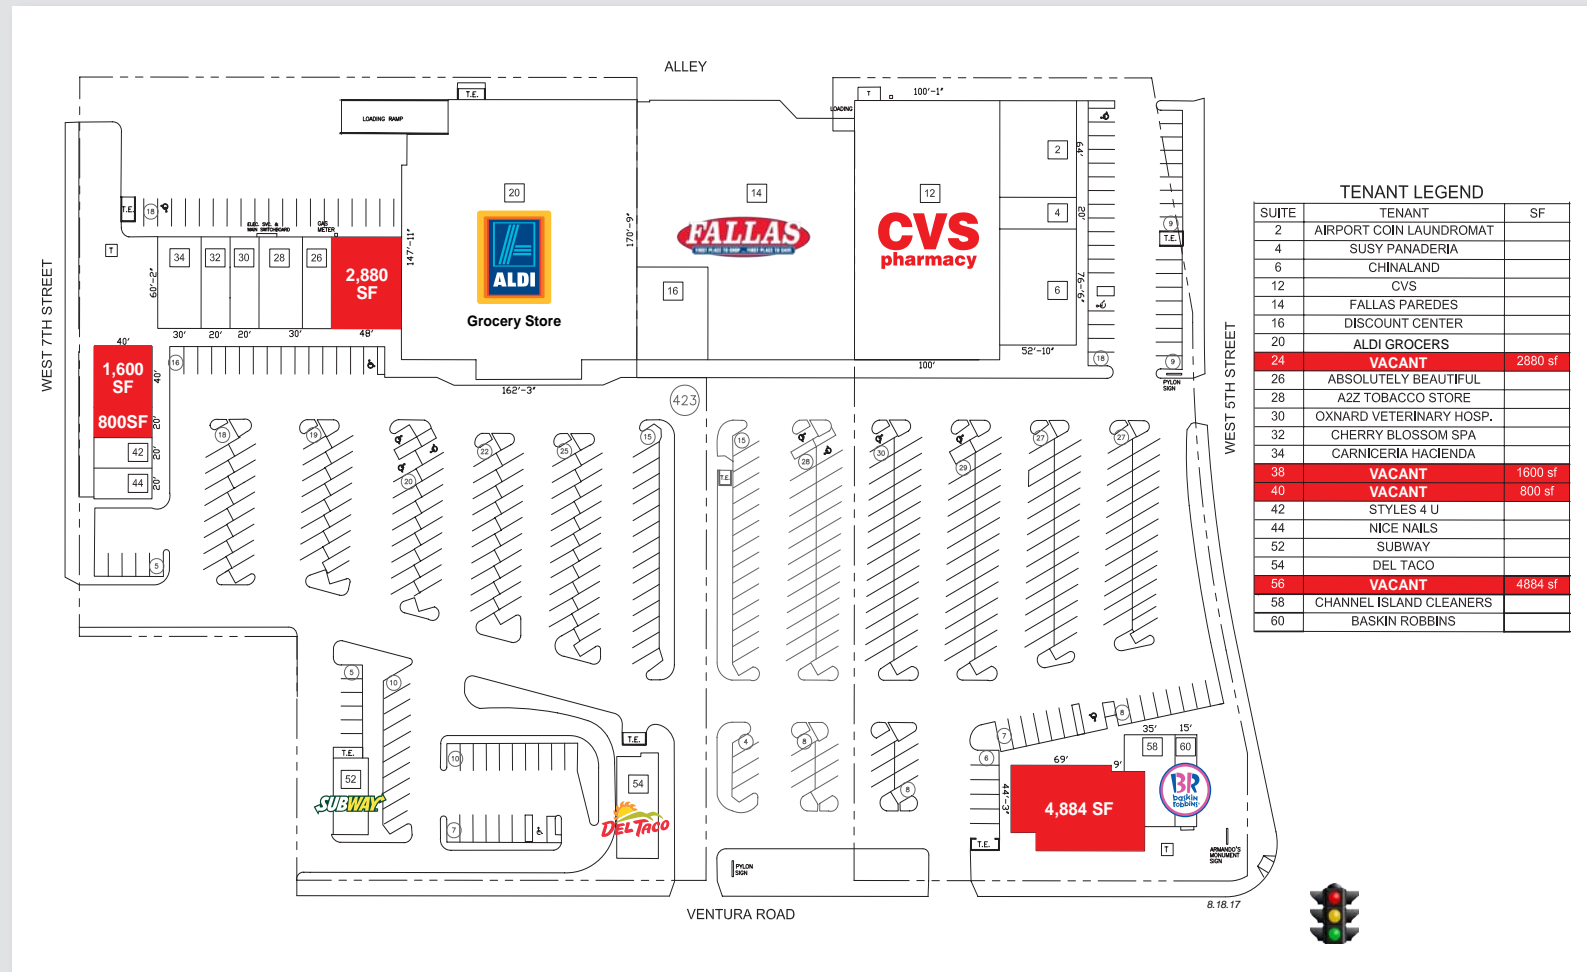 ALLEY
T.E.
LOADING RAMP
LOADING
T
100'-1"
20
ALDI
Grocery Store
147'-11"
170'-9"
162'-3"
14
FALLAS
16
12
CVS
pharmacy
100'
2
64'
4
20'
6
76'-6"
52'-10"
18
9
T.E.
9
PYLON
SIGN
18
T.E.
18
T
ELEC. SVC. &
MAIN SWITCHBOARD
GAS
METER
34
32
30
28
26
2,880
SF
60'-2"
30'
20'
20'
30'
48'
16
WEST 7TH STREET
WEST 5TH STREET
40'
1,600
SF
800SF
40'
20'
42
20'
44
20'
5
423
18
19
20
22
25
15
15
T.E.
28
30
29
27
27
5
10
T.E.
52
SUBWAY
10
7
T.E.
54
DEL TACO
4
8
8
7
8
6
T.E.
69'
9'
44'-3"
4,884 SF
35'
15'
58
60
BR
baskin
robbins
T
ARMANDO'S
MONUMENT
SIGN
PYLON
SIGN
VENTURA ROAD
8.18.17
TENANT LEGEND
SUITE TENANT SF
2 AIRPORT COIN LAUNDROMAT
4 SUSY PANADERIA
6 CHINALAND
12 CVS
14 FALLAS PAREDES
16 DISCOUNT CENTER
20 ALDI GROCERS
24 VACANT 2880 sf
26 ABSOLUTELY BEAUTIFUL
28 A2Z TOBACCO STORE
30 OXNARD VETERINARY HOSP.
32 CHERRY BLOSSOM SPA
34 CARNICERIA HACIENDA
38 VACANT 1600 sf
40 VACANT 800 sf
42 STYLES 4 U
44 NICE NAILS
52 SUBWAY
54 DEL TACO
56 VACANT 4884 sf
58 CHANNEL ISLAND CLEANERS
60 BASKIN ROBBINS